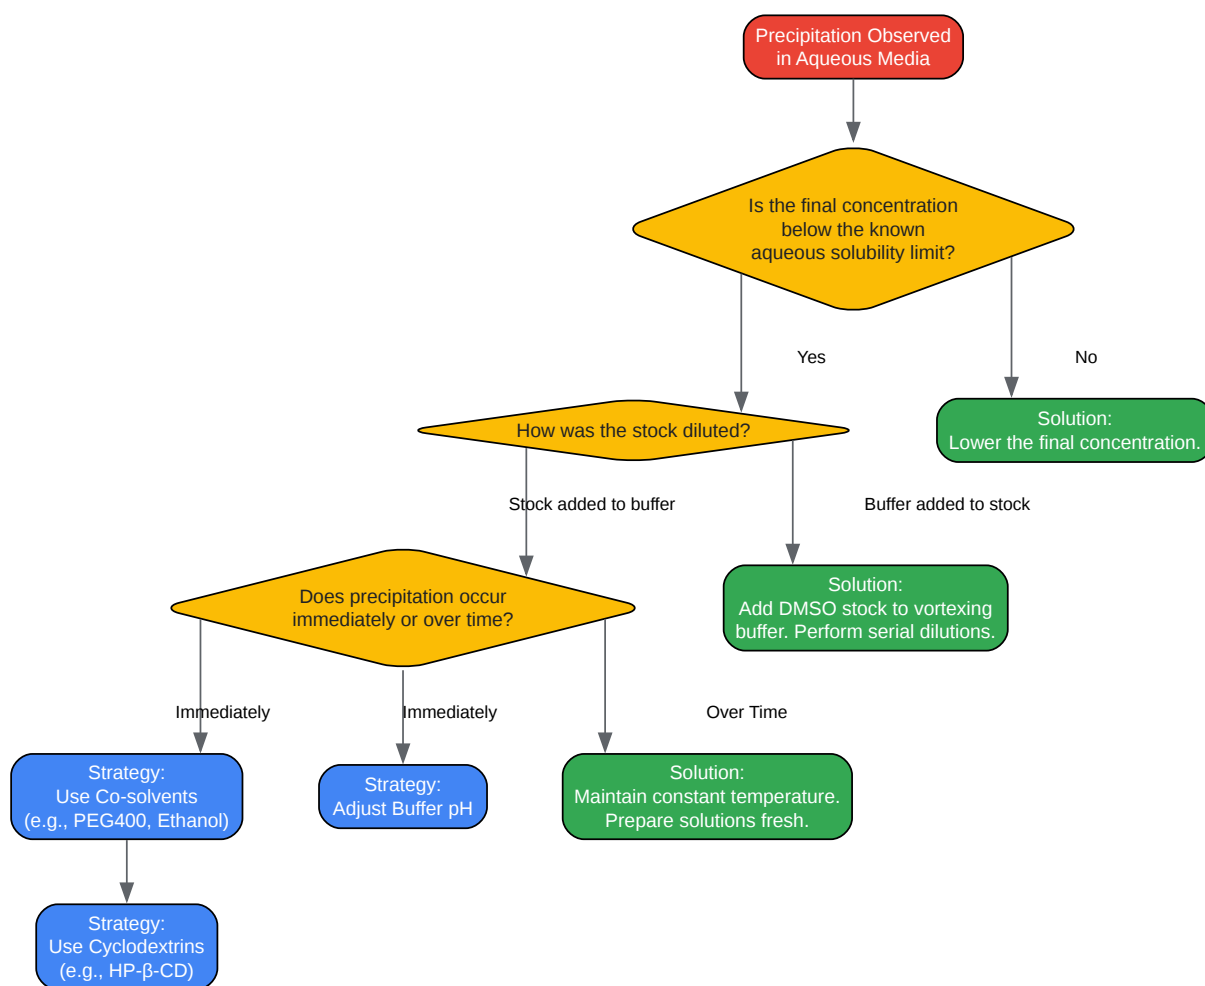 Precipitation Observed
in Aqueous Media
Is the final concentration
below the known
aqueous solubility limit?
Yes
No
Solution:
Lower the final concentration.
How was the stock diluted?
Stock added to buffer
Buffer added to stock
Does precipitation occur
immediately or over time?
Solution:
Add DMSO stock to vortexing
buffer. Perform serial dilutions.
Immediately
Immediately
Over Time
Strategy:
Use Co-solvents
(e.g., PEG400, Ethanol)
Strategy:
Adjust Buffer pH
Solution:
Maintain constant temperature.
Prepare solutions fresh.
Strategy:
Use Cyclodextrins
(e.g., HP-β-CD)